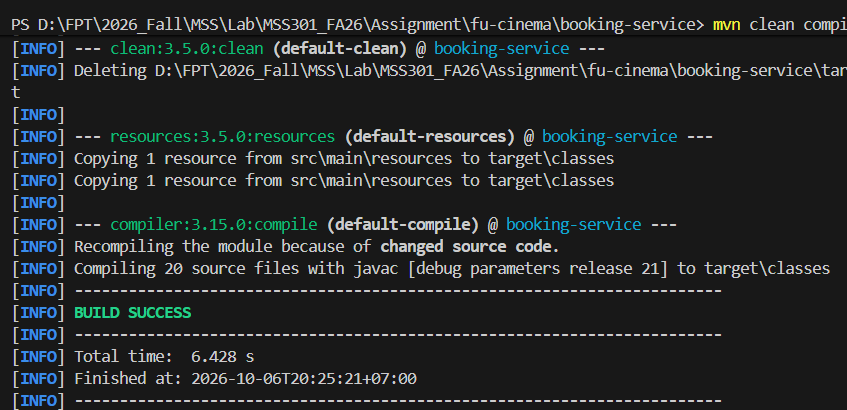 PS D:\FPT\2026_Fall\MSS\Lab\MSS301_FA26\Assignment\fu-cinema\booking-service> mvn clean compi
[INFO] --- clean:3.5.0:clean (default-clean) @ booking-service ---
[INFO] Deleting D:\FPT\2026_Fall\MSS\Lab\MSS301_FA26\Assignment\fu-cinema\booking-service\tar
t
[INFO]
[INFO] --- resources:3.5.0:resources (default-resources) @ booking-service ---
[INFO] Copying 1 resource from src\main\resources to target\classes
[INFO] Copying 1 resource from src\main\resources to target\classes
[INFO]
[INFO] --- compiler:3.15.0:compile (default-compile) @ booking-service ---
[INFO] Recompiling the module because of changed source code.
[INFO] Compiling 20 source files with javac [debug parameters release 21] to target\classes
[INFO] ------------------------------------------------------------------------
[INFO] BUILD SUCCESS
[INFO] ------------------------------------------------------------------------
[INFO] Total time:  6.428 s
[INFO] Finished at: 2026-10-06T20:25:21+07:00
[INFO] ------------------------------------------------------------------------